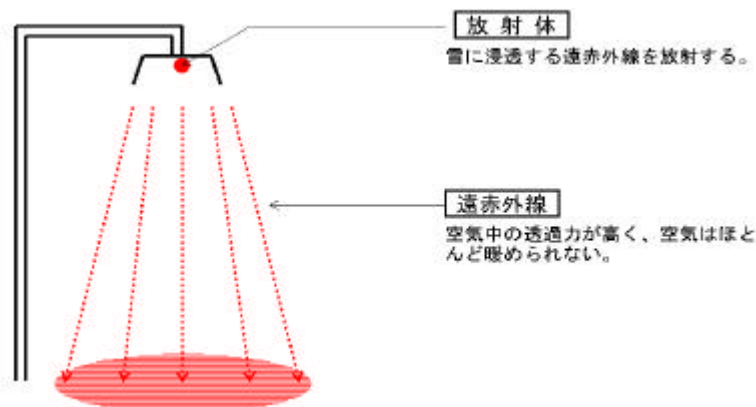 放射体
雪に浸透する遠赤外線を放射する。
遠赤外線
空気中の透過力が高く、空気はほと
んど暖められない。